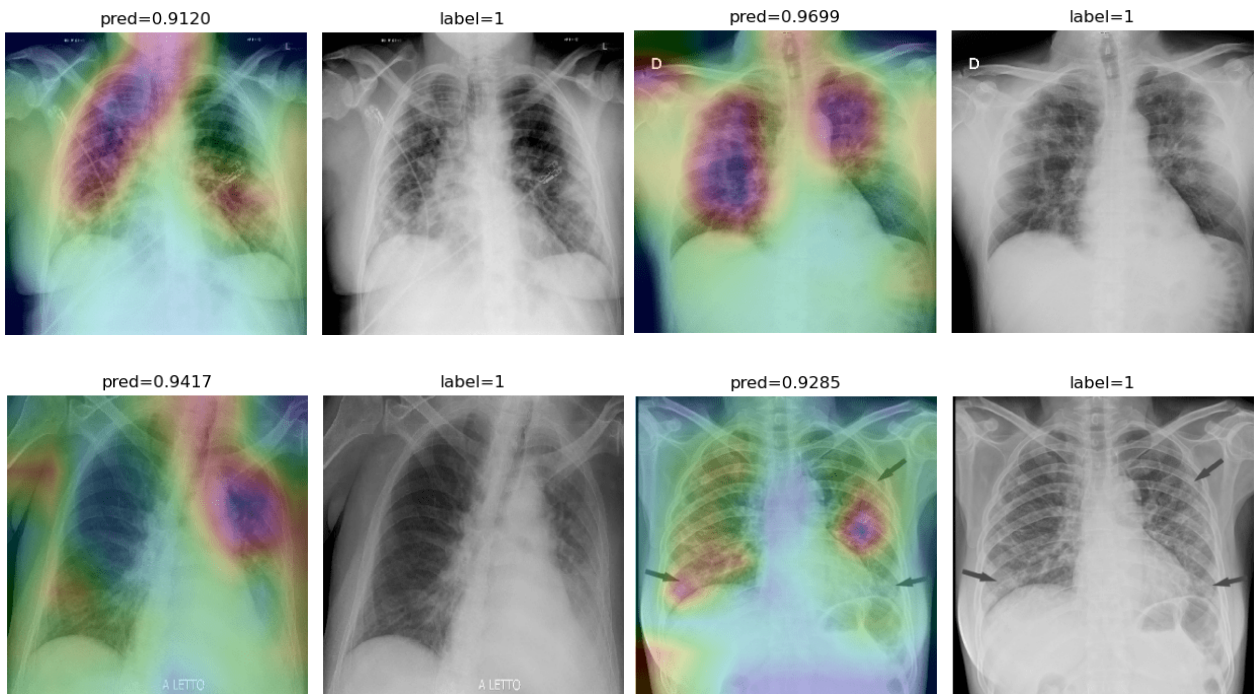 pred=0.9120
label=1
pred=0.9699
label=1
L
L
D
D
pred=0.9417
label=1
pred=0.9285
label=1
A LETTO
A LETTO